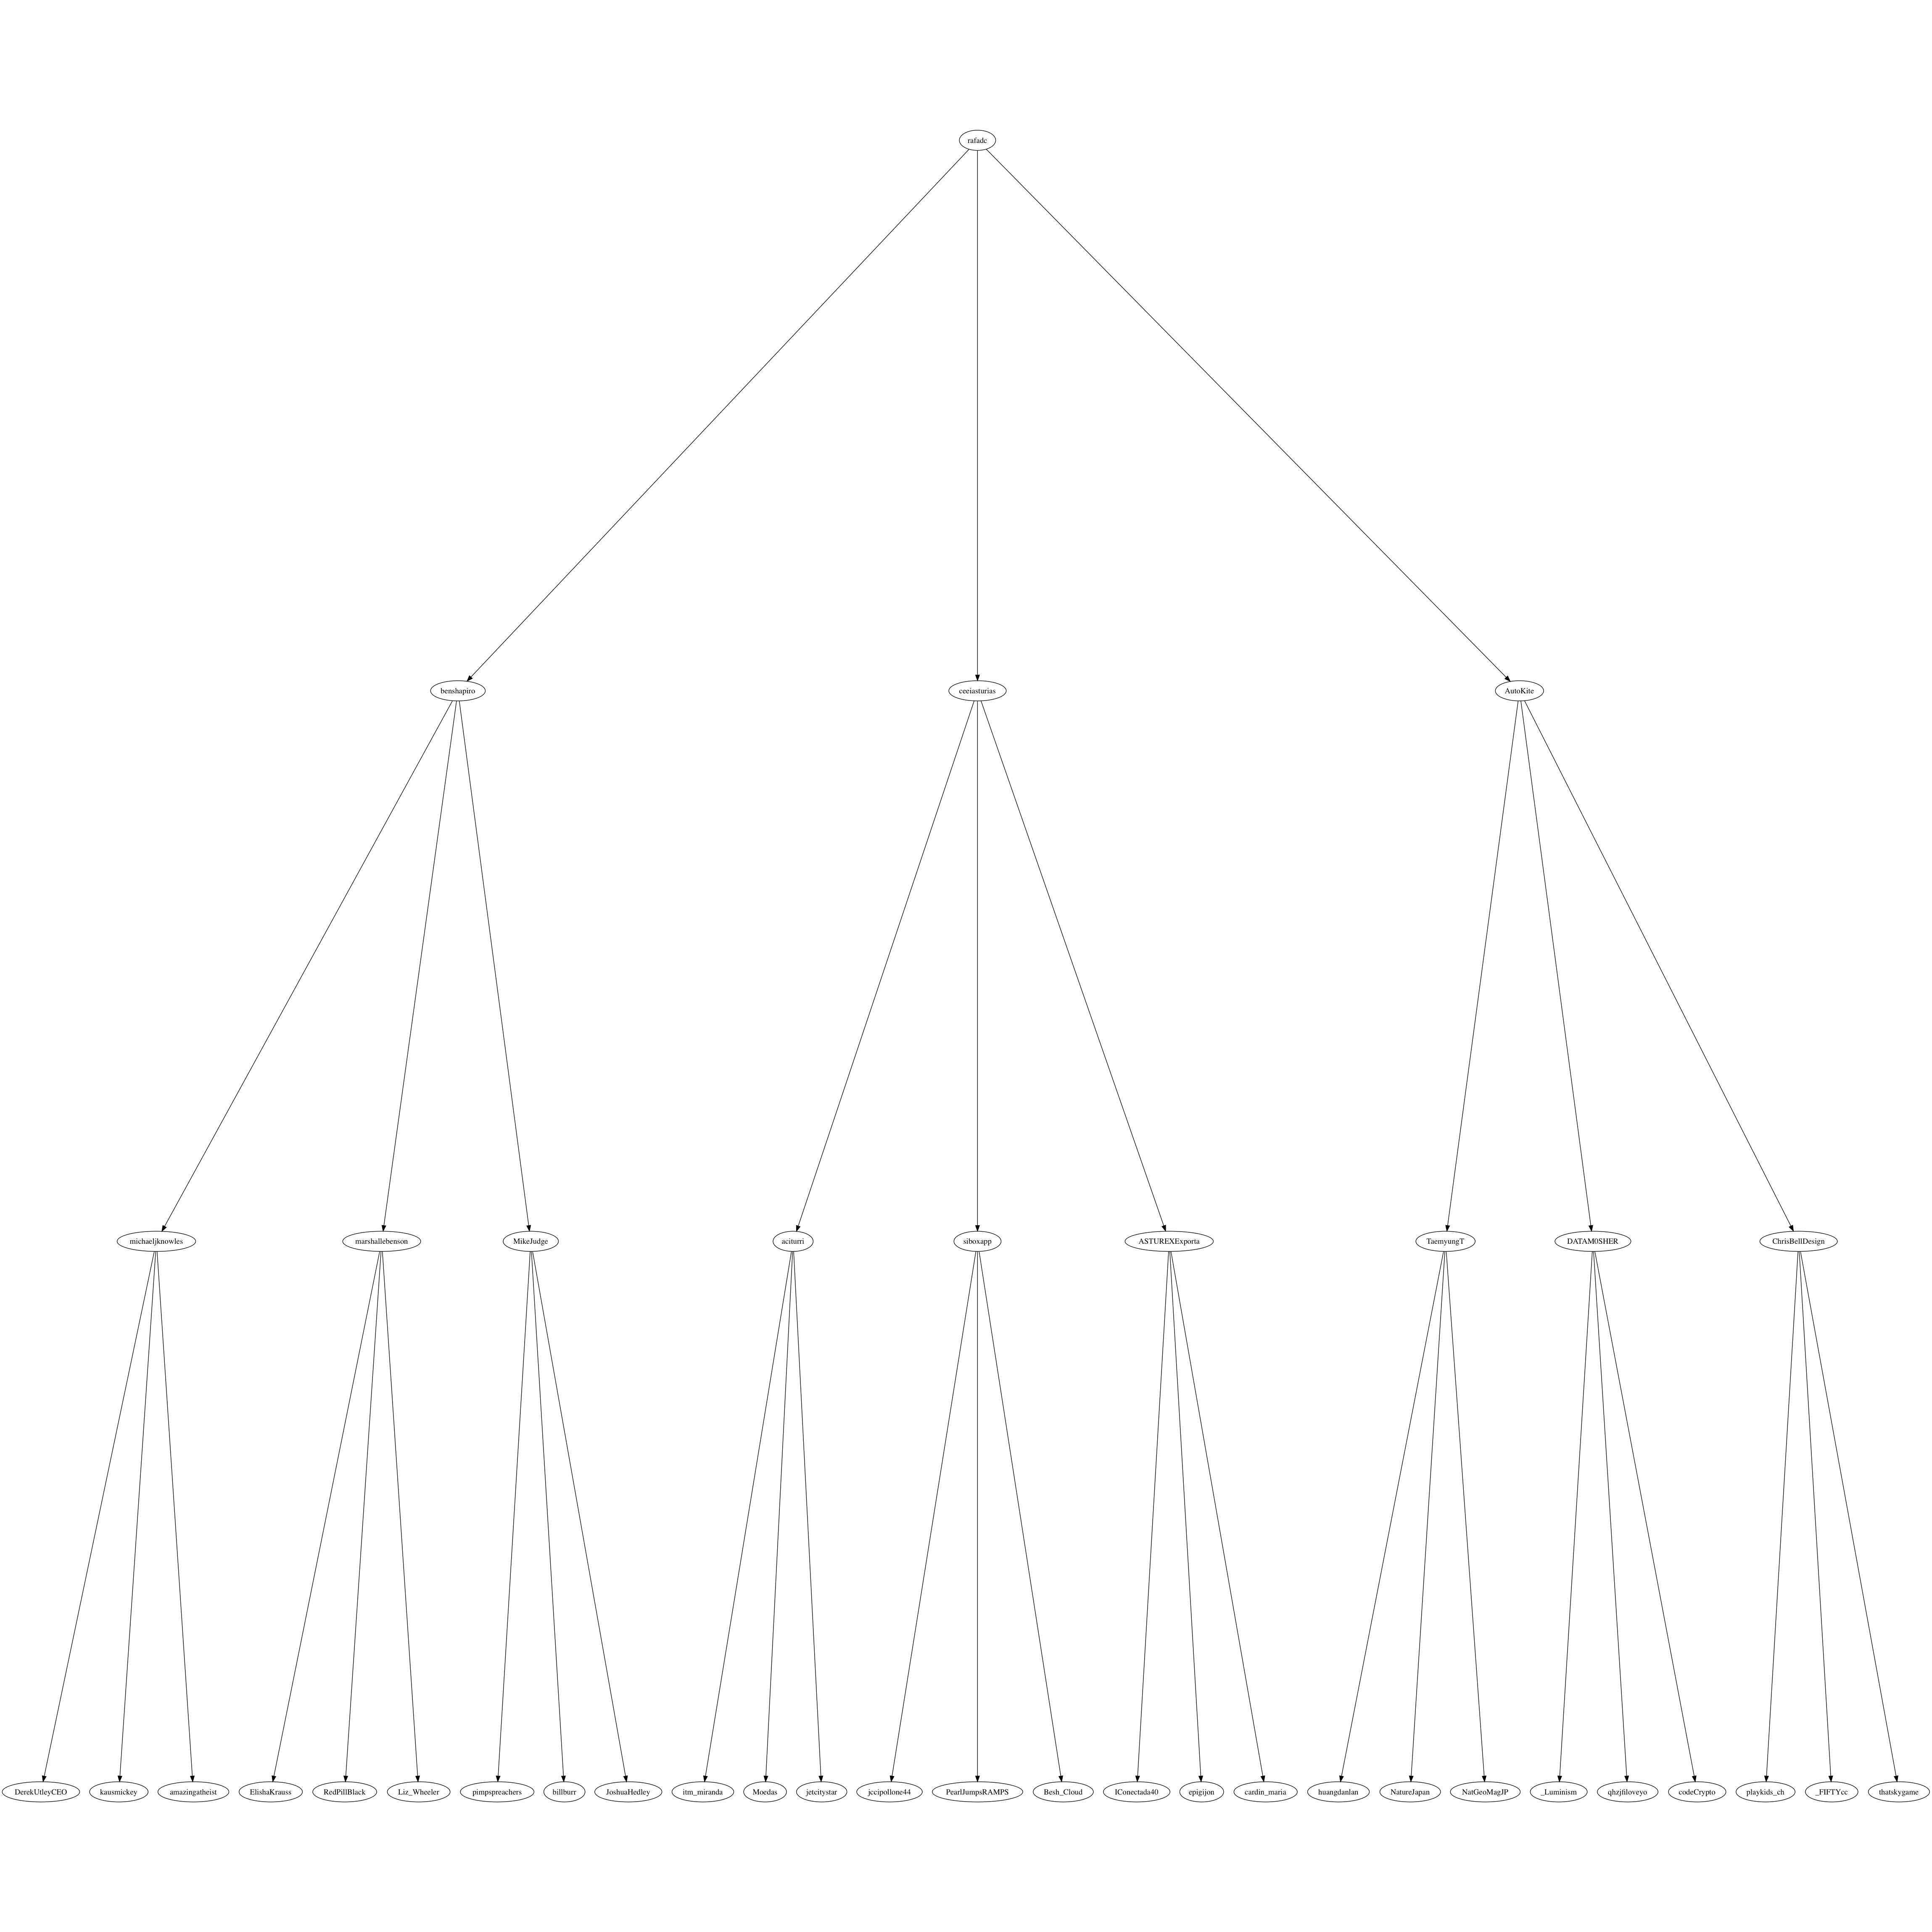 rafadc
benshapiro
ceeiasturias
AutoKite
michaeljknowles
marshallebenson
MikeJudge
aciturri
siboxapp
ASTUREXExporta
TaemyungT
DATAM0SHER
ChrisBellDesign
DerekUtleyCEO
kausmickey
amazingatheist
ElishaKrauss
RedPillBlack
Liz_Wheeler
pimpspreachers
billburr
JoshuaHedley
itm_miranda
Moedas
jetcitystar
jccipollone44
PearlJumpsRAMPS
Besh_Cloud
IConectada40
epigijon
cardin_maria
huangdanlan
NatureJapan
NatGeoMagJP
_Luminism
qhzjfiloveyo
codeCrypto
playkids_ch
_FIFTYcc
thatskygame